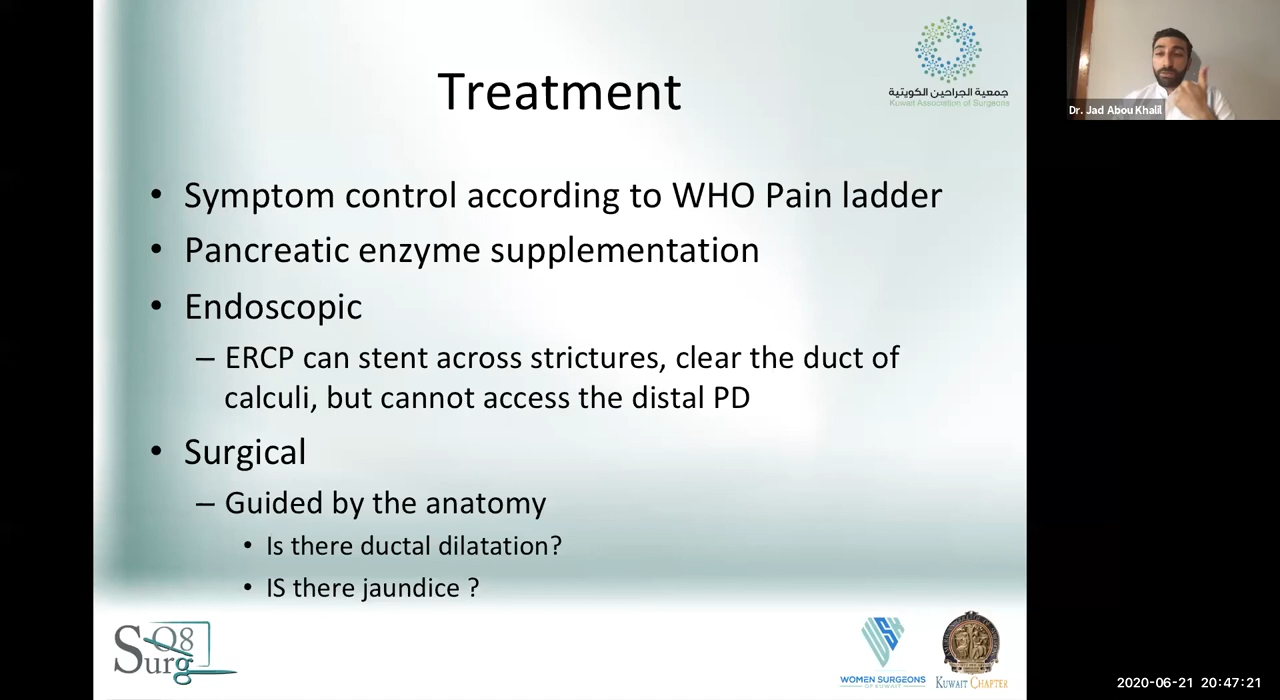 Treatment
جمعية الجراحين الكويتية
Kuwait Association of Surgeons
Dr. Jad Abou Khalil
• Symptom control according to WHO Pain ladder
• Pancreatic enzyme supplementation
• Endoscopic
– ERCP can stent across strictures, clear the duct of
calculi, but cannot access the distal PD
• Surgical
– Guided by the anatomy
• Is there ductal dilatation?
• IS there jaundice ?
Q8
Surg
WOMEN SURGEONS
OF KUWAIT
KUWAIT CHAPTER
2020-06-21 20:47:21